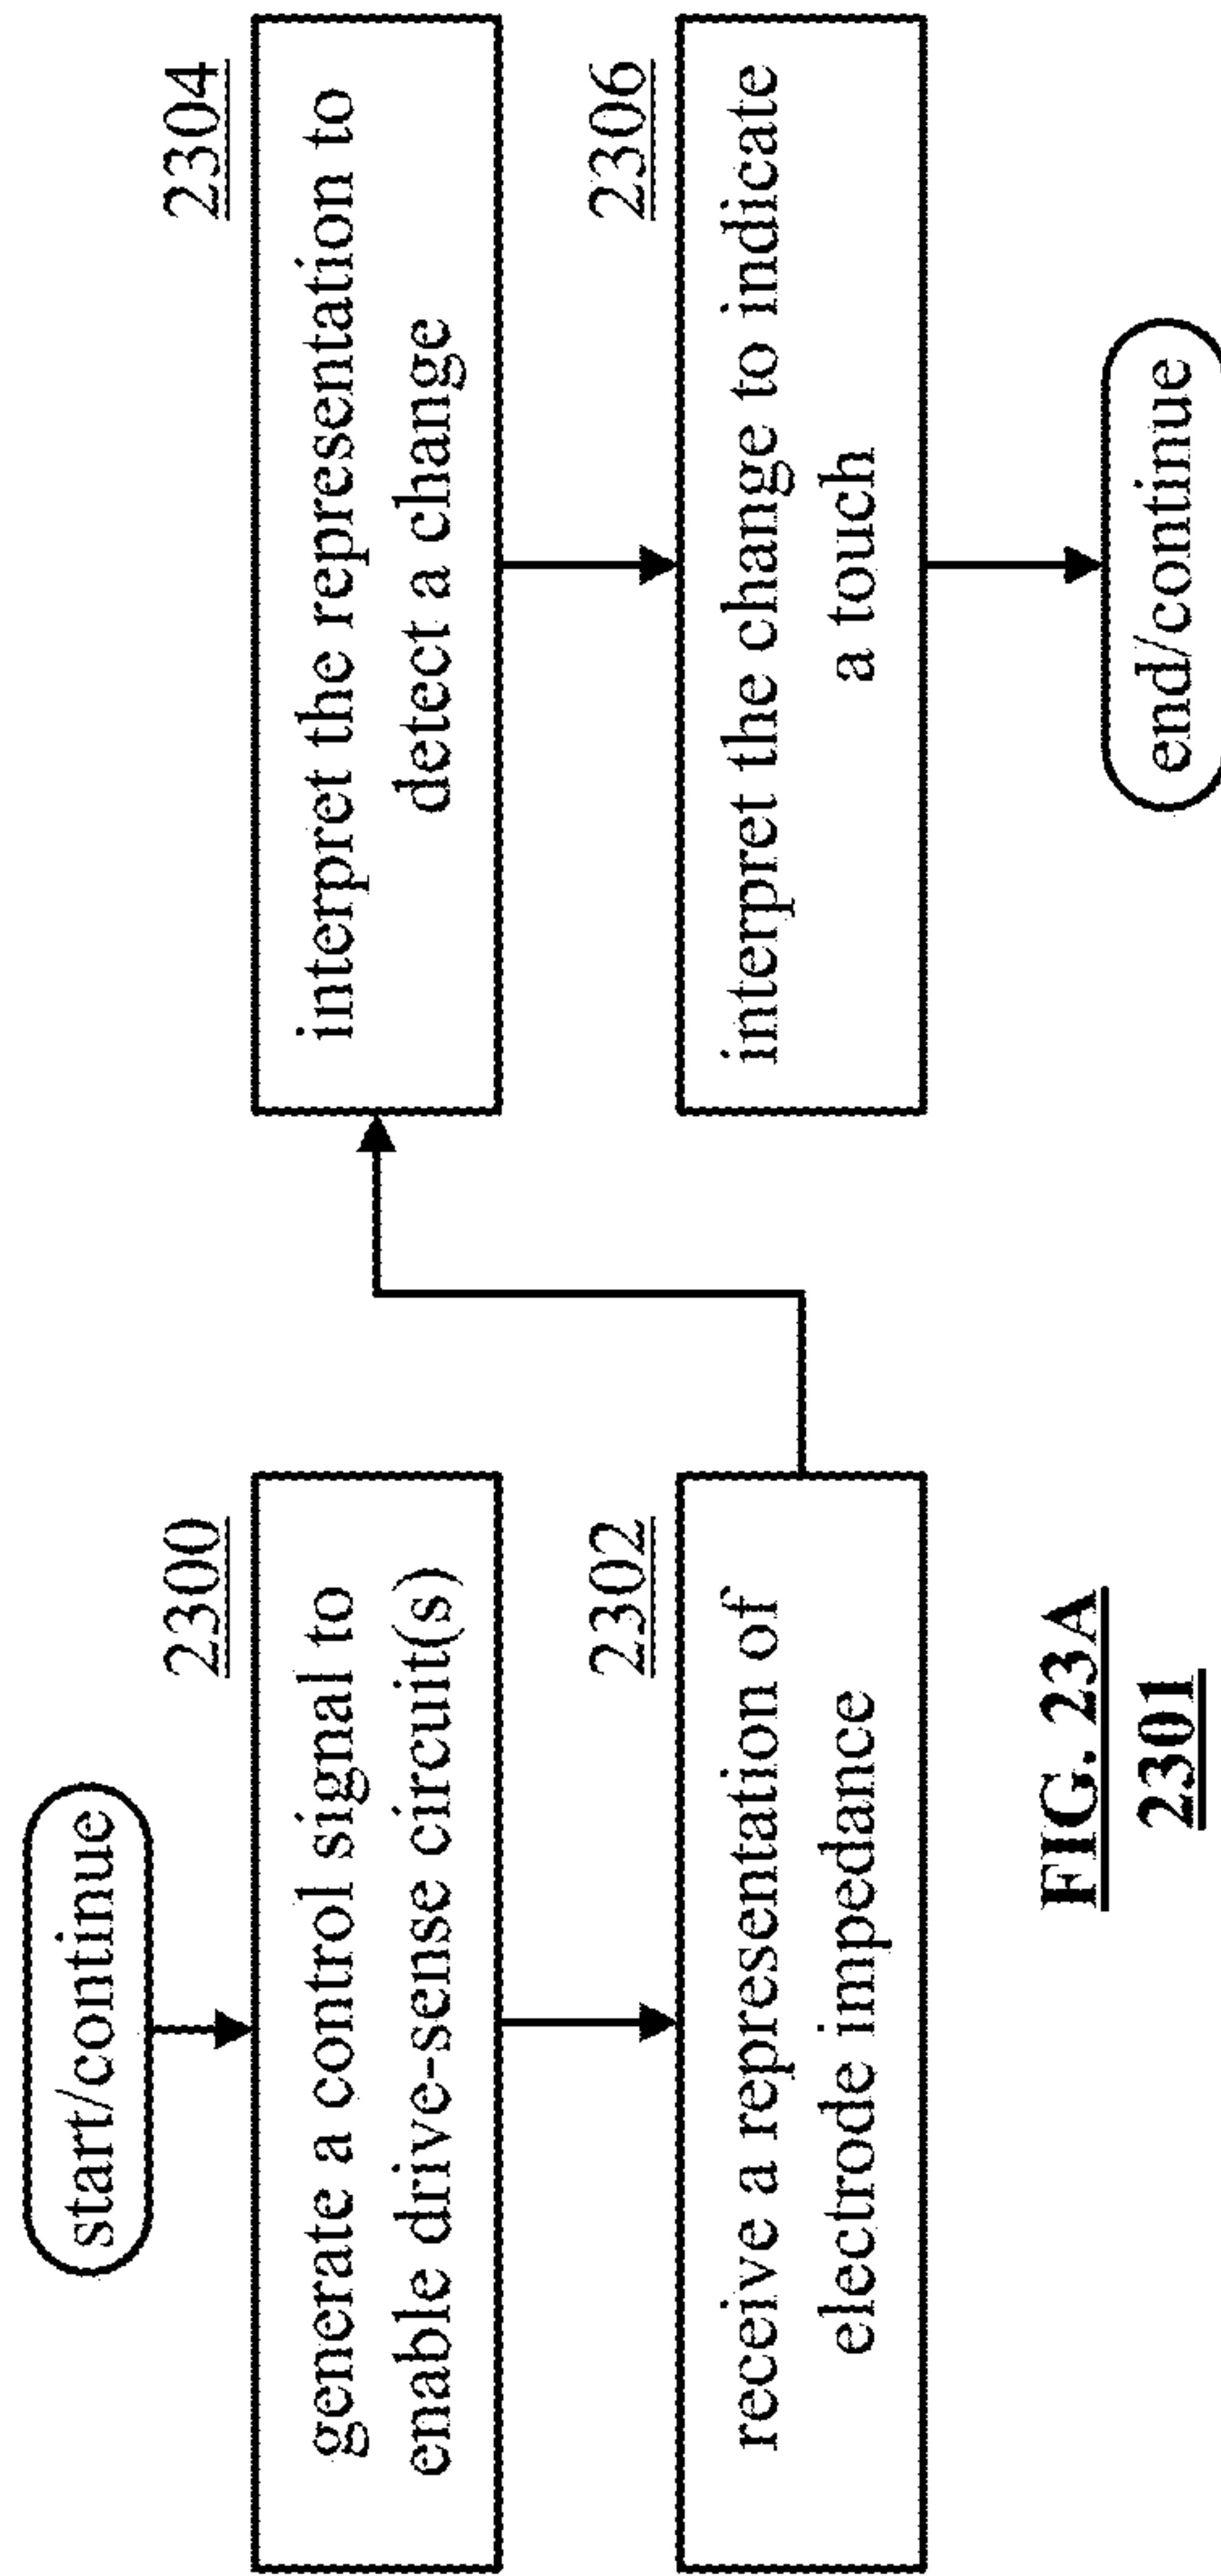 start/continue
2300
generate a control signal to
enable drive-sense circuit(s)
2302
receive a representation of
electrode impedance
2304
interpret the representation to
detect a change
2306
interpret the change to indicate
a touch
end/continue
FIG. 23A
2301